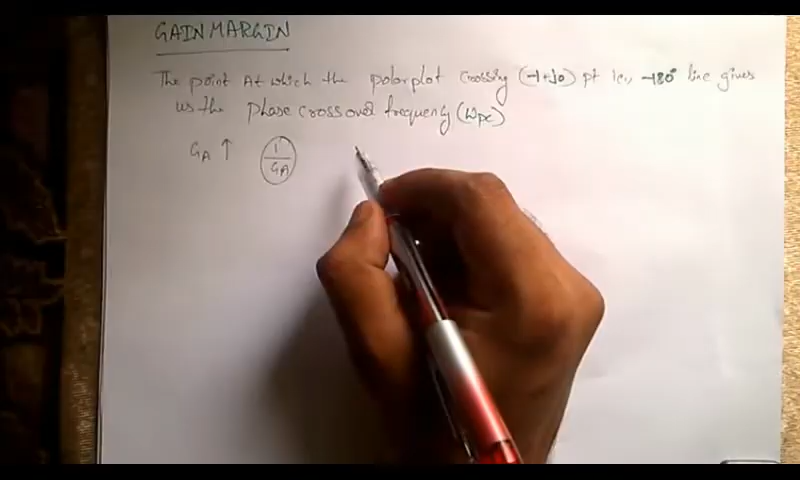 GAIN MARGIN
The point At which the polarplot crossing (-1+j0) pt ie., -180° line gives
us the phase crossover frequency (ωpc)
GA ↑ 1/GA